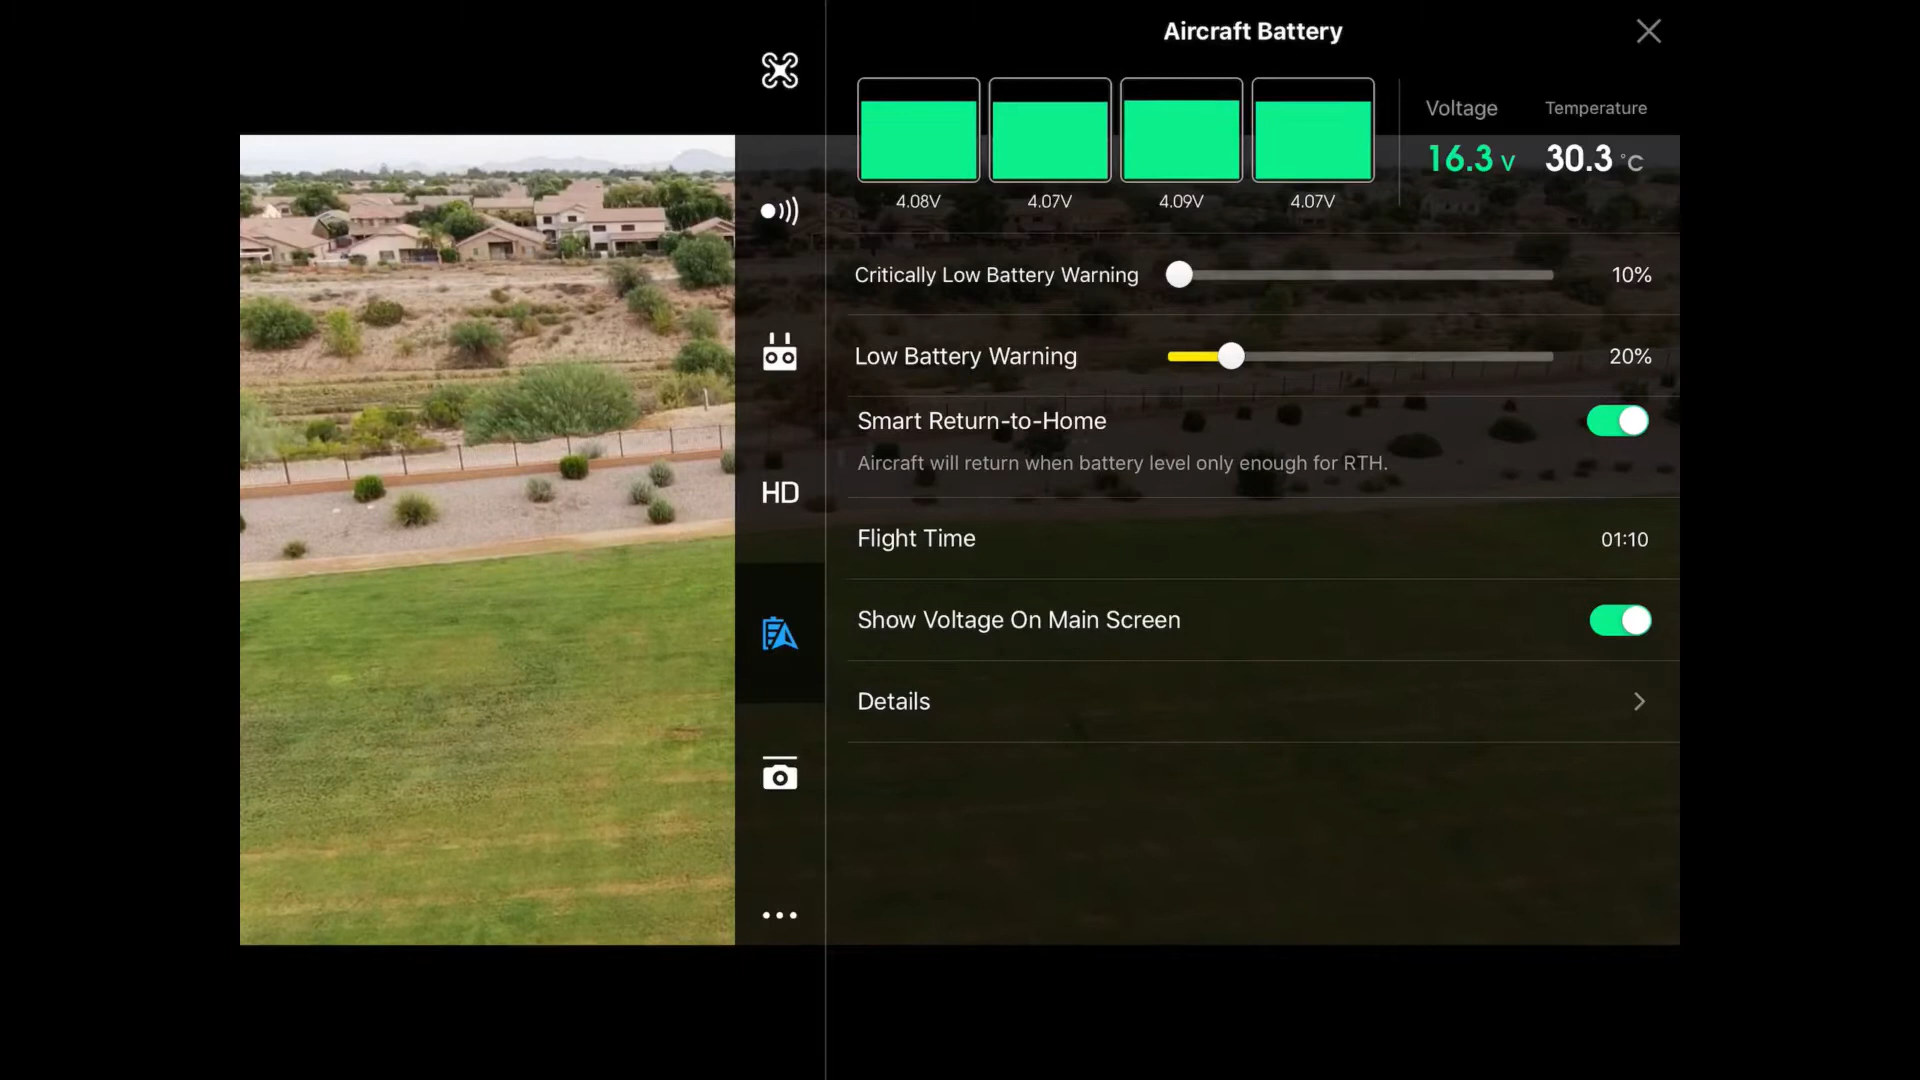 Aircraft Battery
Voltage Temperature
16.3 V 30.3 °C
4.08V 4.07V 4.09V 4.07V
Critically Low Battery Warning 10%
Low Battery Warning 20%
Smart Return-to-Home
Aircraft will return when battery level only enough for RTH.
HD
Flight Time 01:10
Show Voltage On Main Screen
Details